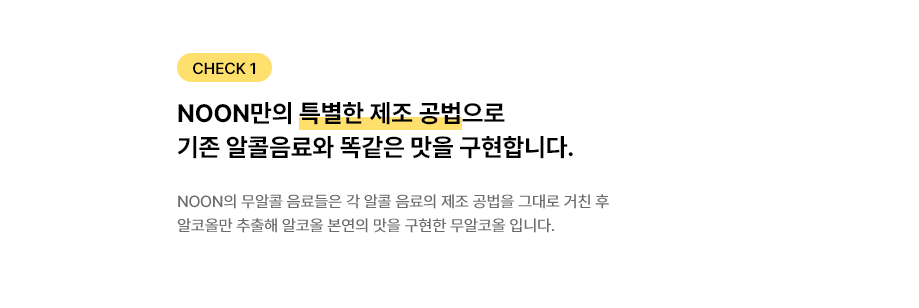 CHECK 1
NOON만의 특별한 제조 공법으로
기존 알콜음료와 똑같은 맛을 구현합니다.
NOON의 무알콜 음료들은 각 알콜 음료의 제조 공법을 그대로 거친 후
알코올만 추출해 알코올 본연의 맛을 구현한 무알코올 입니다.